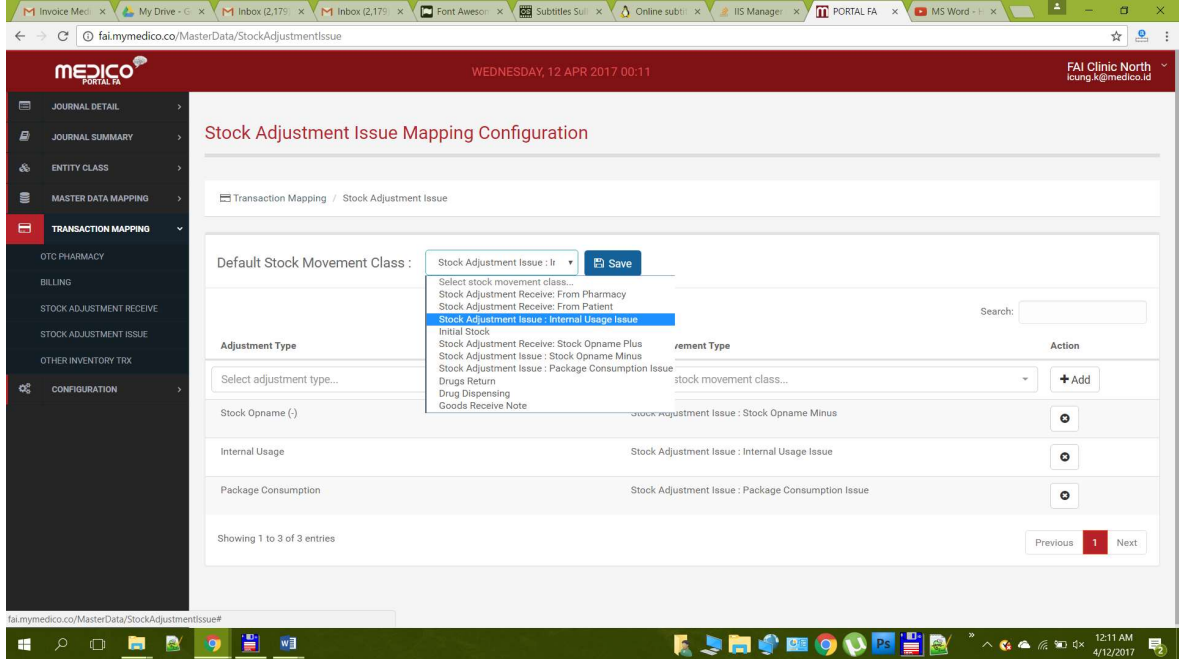 Invoice Medi
My Drive - G
Inbox (2,179)
Inbox (2,179)
Font Aweson
Subtitles Sul
Online subti
IIS Manager
PORTAL FA
MS Word - H
fai.mymedico.co/MasterData/StockAdjustmentIssue
MEDICO
PORTAL FA
WEDNESDAY, 12 APR 2017 00:11
FAI Clinic North
icung.k@medico.id
JOURNAL DETAIL
JOURNAL SUMMARY
ENTITY CLASS
MASTER DATA MAPPING
TRANSACTION MAPPING
OTC PHARMACY
BILLING
STOCK ADJUSTMENT RECEIVE
STOCK ADJUSTMENT ISSUE
OTHER INVENTORY TRX
CONFIGURATION
Stock Adjustment Issue Mapping Configuration
Transaction Mapping / Stock Adjustment Issue
Default Stock Movement Class :
Stock Adjustment Issue : Ir
Save
Select stock movement class...
Stock Adjustment Receive: From Pharmacy
Stock Adjustment Receive: From Patient
Stock Adjustment Issue : Internal Usage Issue
Initial Stock
Stock Adjustment Receive: Stock Opname Plus
Stock Adjustment Issue : Stock Opname Minus
Stock Adjustment Issue : Package Consumption Issue
Drugs Return
Drug Dispensing
Goods Receive Note
Search:
Adjustment Type
vement Type
Action
Select adjustment type...
stock movement class...
+Add
Stock Opname (-)
Stock Adjustment Issue : Stock Opname Minus
Internal Usage
Stock Adjustment Issue : Internal Usage Issue
Package Consumption
Stock Adjustment Issue : Package Consumption Issue
Showing 1 to 3 of 3 entries
Previous 1 Next
fai.mymedico.co/MasterData/StockAdjustmentIssue#
12:11 AM
4/12/2017